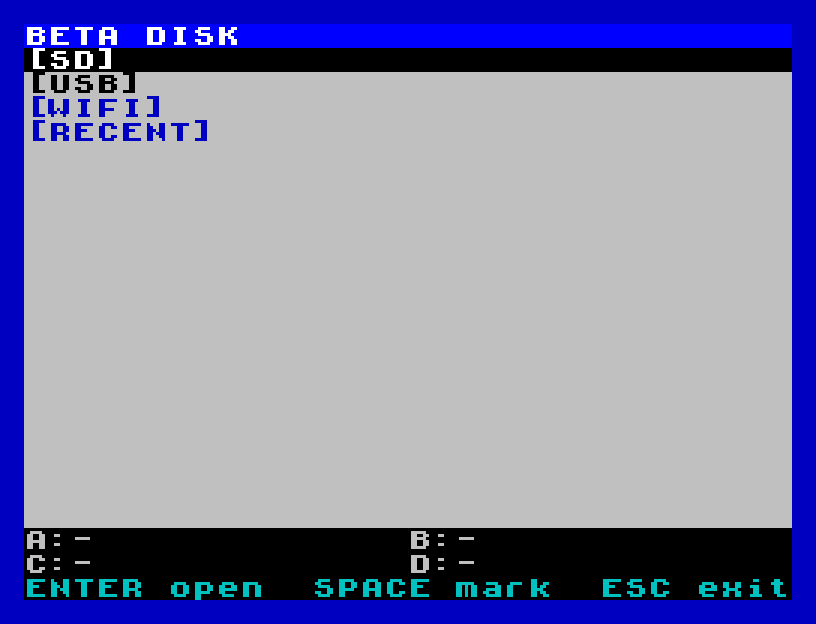 BETA DISK
[SD]
[USB]
[WIFI]
[RECENT]
A:- B:-
C:- D:-
ENTER open SPACE mark ESC exit